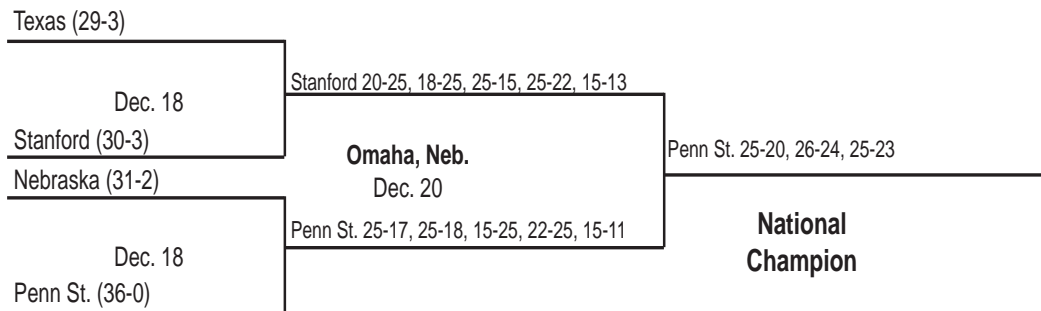 Texas (29-3)
Stanford 20-25, 18-25, 25-15, 25-22, 15-13
Dec. 18
Stanford (30-3)
Omaha, Neb.
Dec. 20
Penn St. 25-20, 26-24, 25-23
Nebraska (31-2)
Penn St. 25-17, 25-18, 15-25, 22-25, 15-11
National
Champion
Dec. 18
Penn St. (36-0)